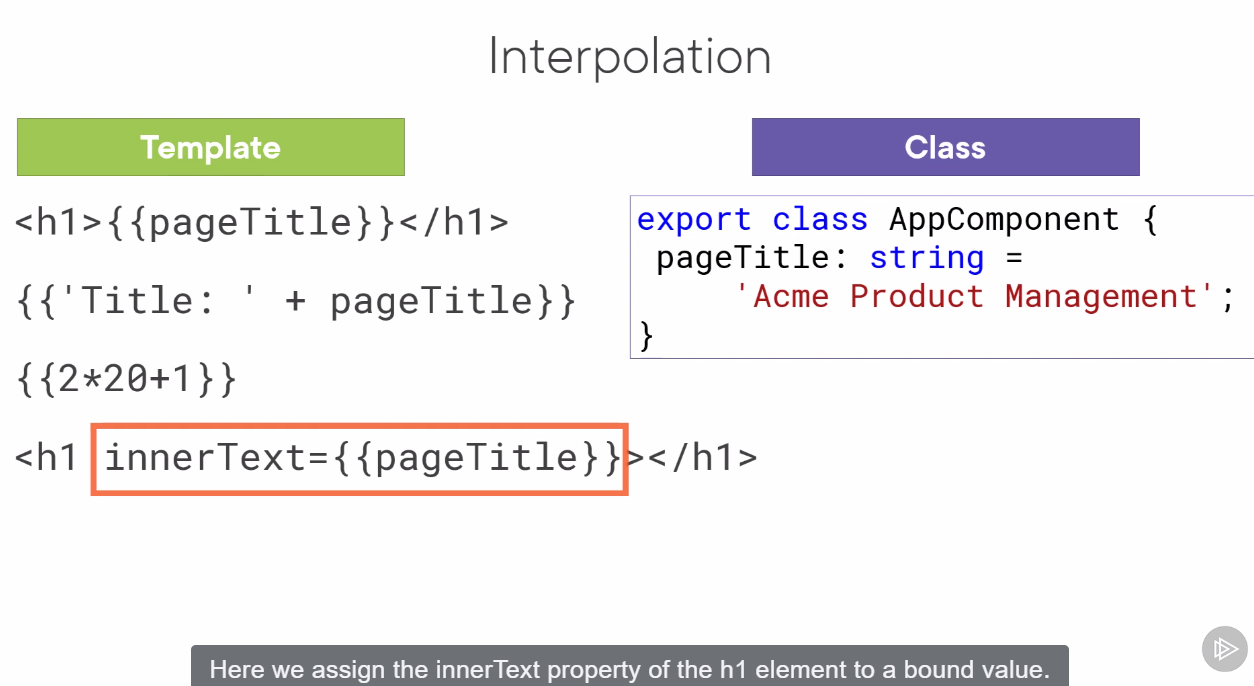 Interpolation
Template
Class
<h1>{{pageTitle}}</h1>
{{'Title: ' + pageTitle}}
{{2*20+1}}
<h1 innerText={{pageTitle}}></h1>
export class AppComponent {
pageTitle: string =
'Acme Product Management';
}
Here we assign the innerText property of the h1 element to a bound value.